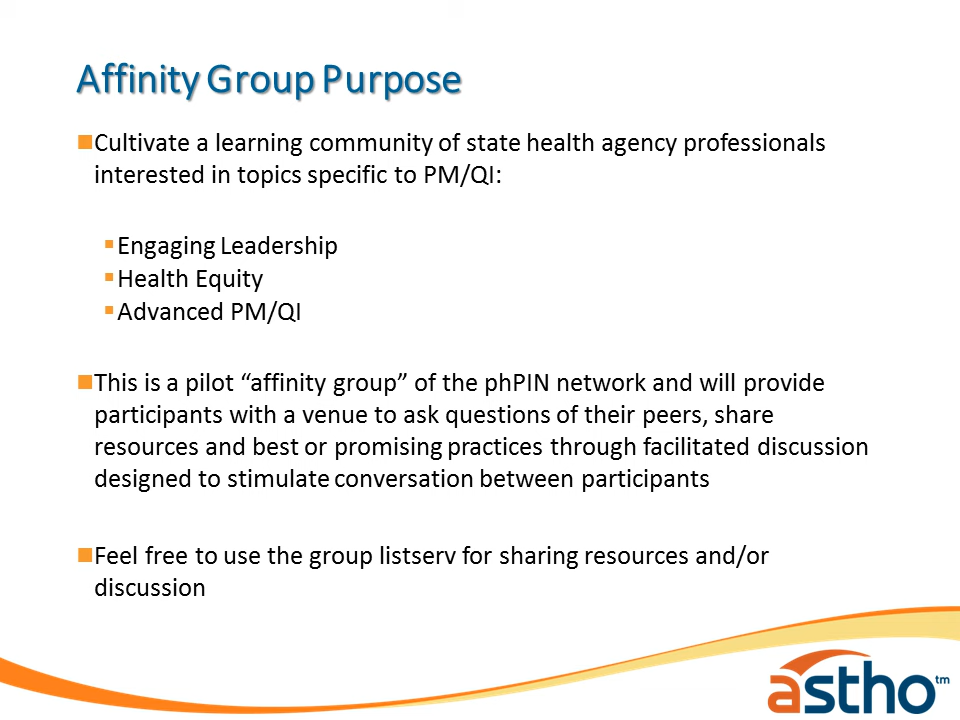 Affinity Group Purpose
Cultivate a learning community of state health agency professionals
interested in topics specific to PM/QI:
Engaging Leadership
Health Equity
Advanced PM/QI
This is a pilot “affinity group” of the phPIN network and will provide
participants with a venue to ask questions of their peers, share
resources and best or promising practices through facilitated discussion
designed to stimulate conversation between participants
Feel free to use the group listserv for sharing resources and/or
discussion
astho tm